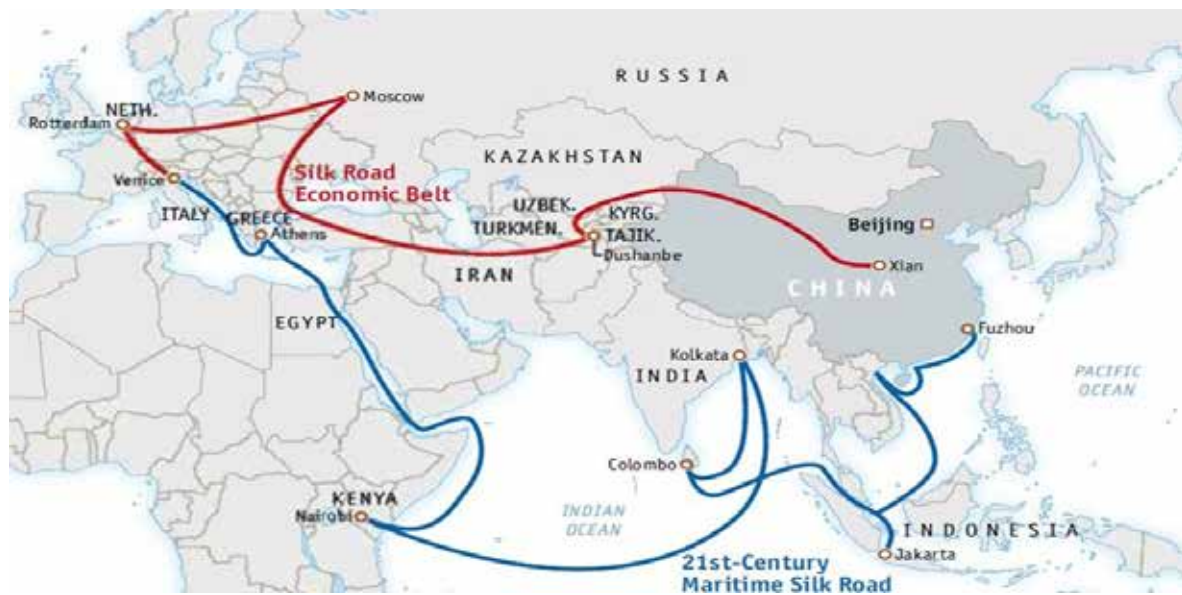 RUSSIA
Moscow
NETH.
Rotterdam
KAZAKHSTAN
Silk Road
Economic Belt
Venice
ITALY
GREECE
Athens
UZBEK.
KYRG.
TURKMEN.
TAJIK.
Dushanbe
Beijing
IRAN
Xian
CHINA
EGYPT
Fuzhou
Kolkata
INDIA
PACIFIC
OCEAN
Colombo
KENYA
Nairobi
INDIAN
OCEAN
INDONESIA
Jakarta
21st-Century
Maritime Silk Road